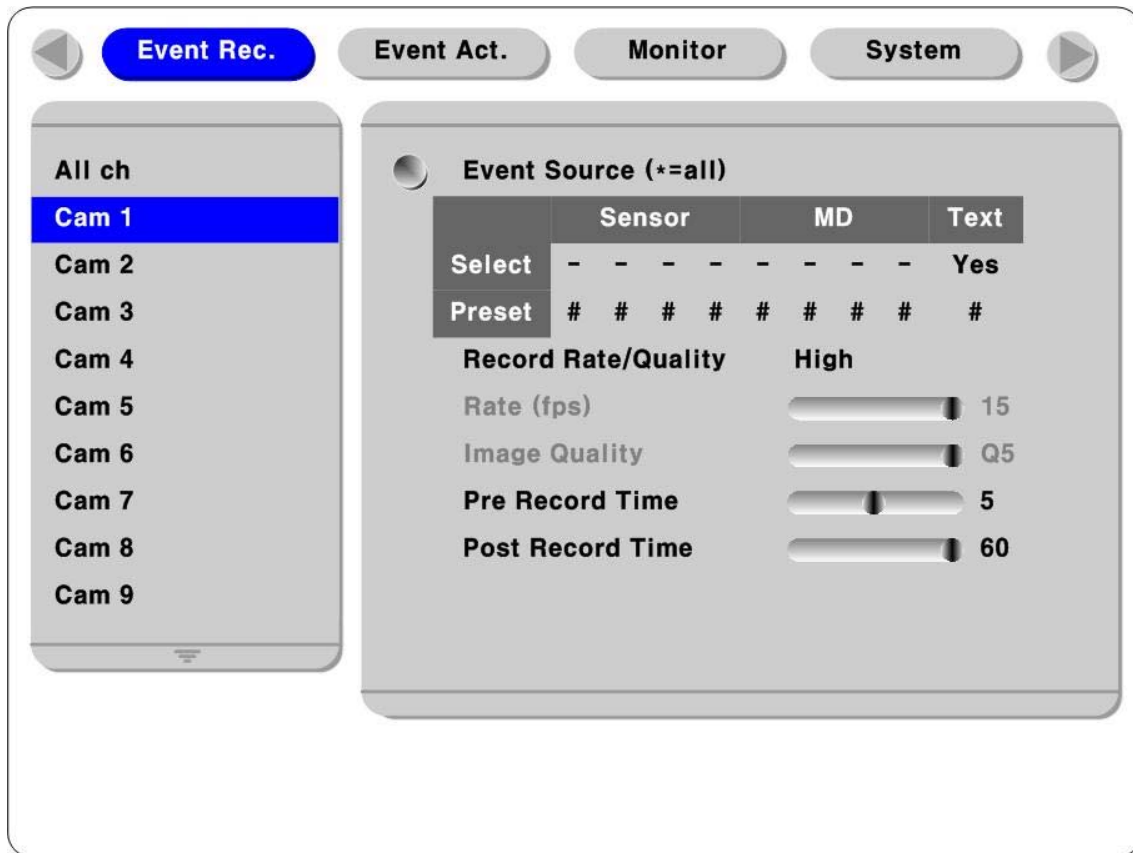 Event Rec. Event Act. Monitor System
All ch
Cam 1
Cam 2
Cam 3
Cam 4
Cam 5
Cam 6
Cam 7
Cam 8
Cam 9
Event Source (*=all)
Sensor MD Text
Select - - - - - - - - Yes
Preset # # # # # # # # #
Record Rate/Quality High
Rate (fps) 15
Image Quality Q5
Pre Record Time 5
Post Record Time 60